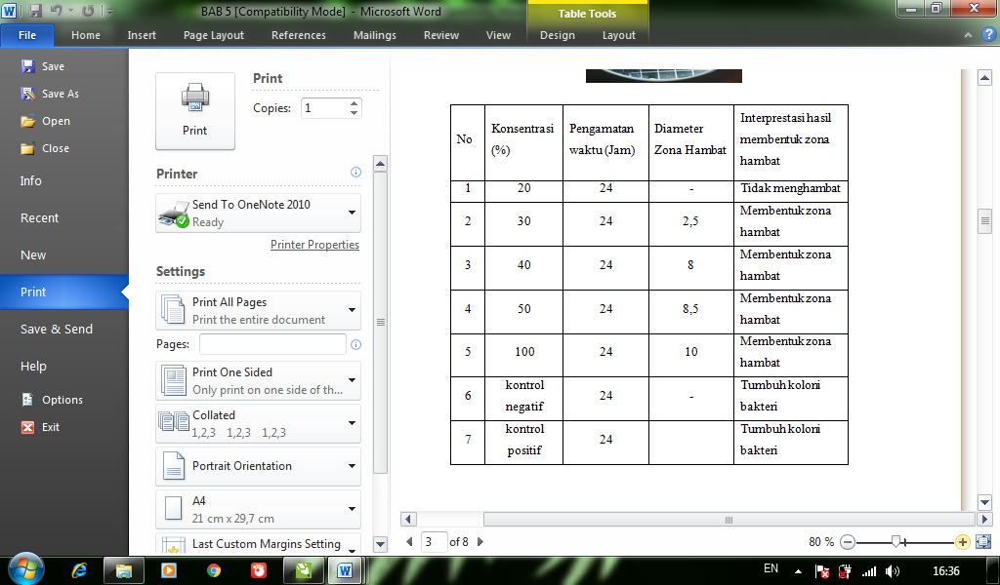 BAB 5 [Compatibility Mode] - Microsoft Word
Table Tools
File Home Insert Page Layout References Mailings Review View Design Layout
Save
Save As
Open
Close
Info
Recent
New
Print
Save & Send
Help
Options
Exit
Print
Print
Copies: 1
Printer
Send To OneNote 2010
Ready
Printer Properties
Settings
Print All Pages
Print the entire document
Pages:
Print One Sided
Only print on one side of th...
Collated
1,2,3 1,2,3 1,2,3
Portrait Orientation
A4
21 cm x 29,7 cm
Last Custom Margins Setting
No Konsentrasi (%) Pengamatan waktu (Jam) Diameter Zona Hambat Interprestasi hasil membentuk zona hambat
1 20 24 - Tidak menghambat
2 30 24 2,5 Membentuk zona hambat
3 40 24 8 Membentuk zona hambat
4 50 24 8,5 Membentuk zona hambat
5 100 24 10 Membentuk zona hambat
6 kontrol negatif 24 - Tumbuh koloni bakteri
7 kontrol positif 24 Tumbuh koloni bakteri
3 of 8
80 %
EN
16:36